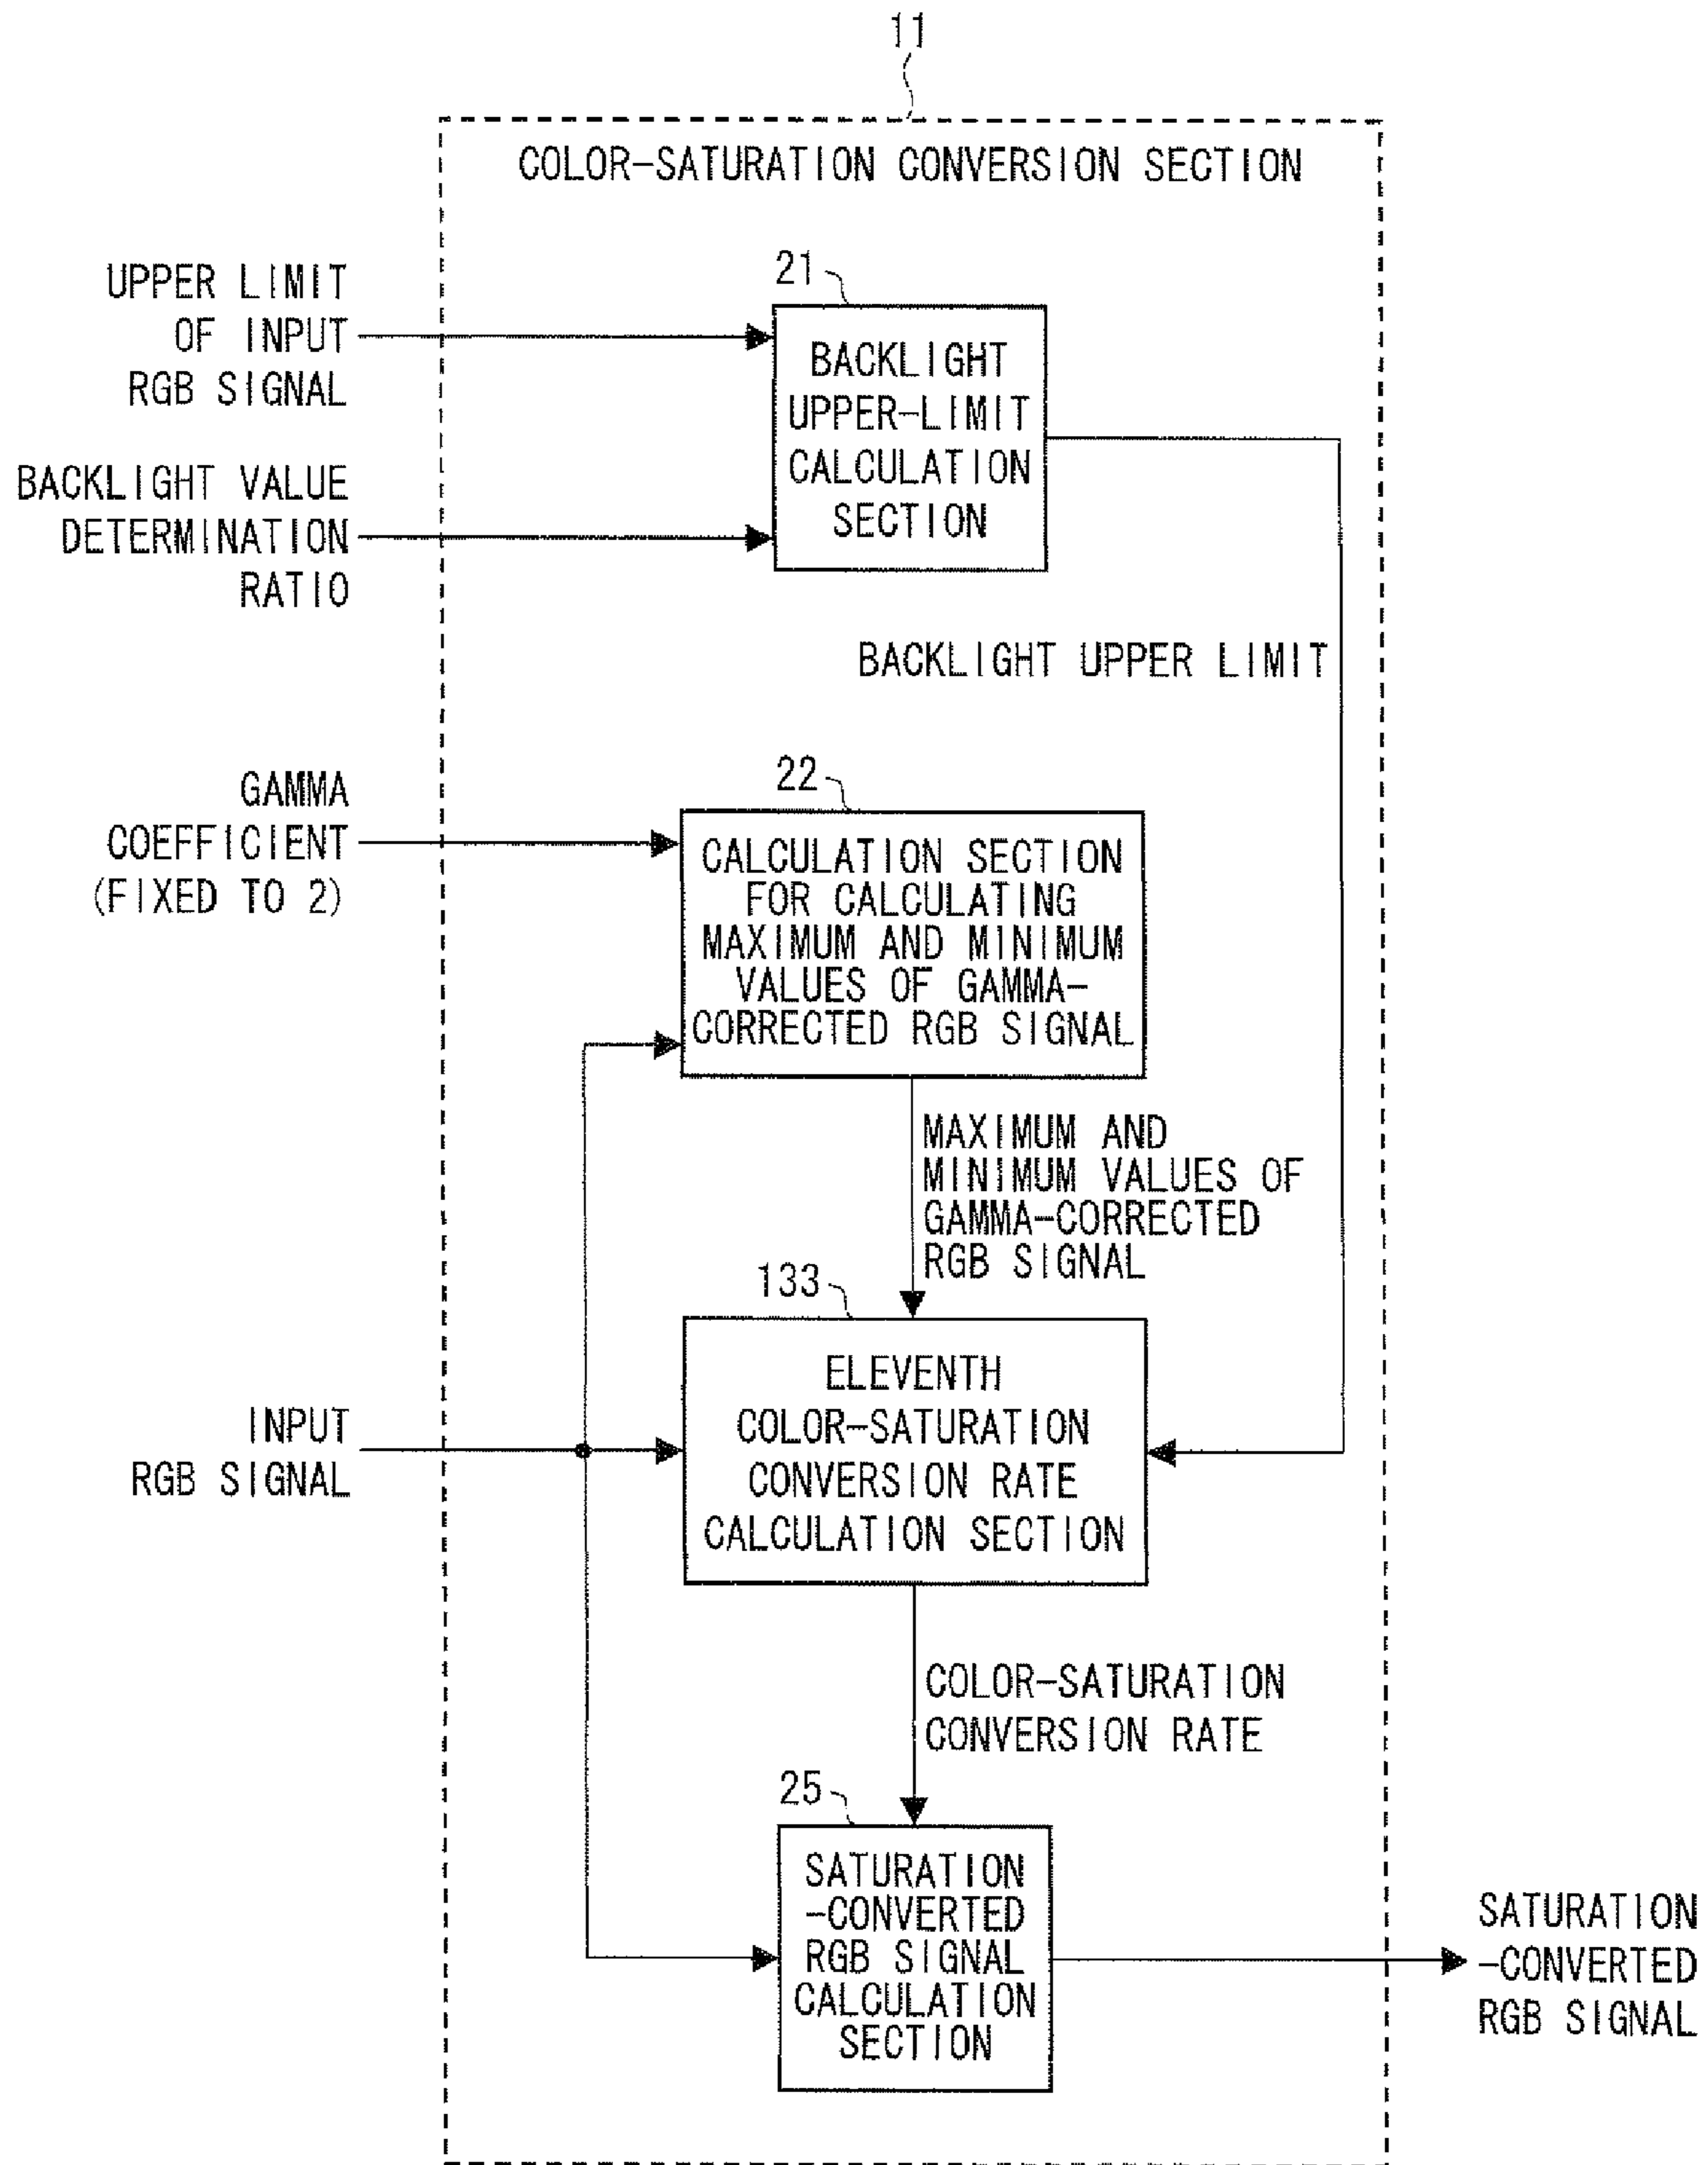 11
COLOR-SATURATION CONVERSION SECTION
UPPER LIMIT
OF INPUT
RGB SIGNAL
21
BACKLIGHT
UPPER-LIMIT
CALCULATION
SECTION
BACKLIGHT VALUE
DETERMINATION
RATIO
BACKLIGHT UPPER LIMIT
GAMMA
COEFFICIENT
(FIXED TO 2)
22
CALCULATION SECTION
FOR CALCULATING
MAXIMUM AND MINIMUM
VALUES OF GAMMA-
CORRECTED RGB SIGNAL
MAXIMUM AND
MINIMUM VALUES OF
GAMMA-CORRECTED
RGB SIGNAL
133
ELEVENTH
COLOR-SATURATION
CONVERSION RATE
CALCULATION SECTION
INPUT
RGB SIGNAL
COLOR-SATURATION
CONVERSION RATE
25
SATURATION
-CONVERTED
RGB SIGNAL
CALCULATION
SECTION
SATURATION
-CONVERTED
RGB SIGNAL